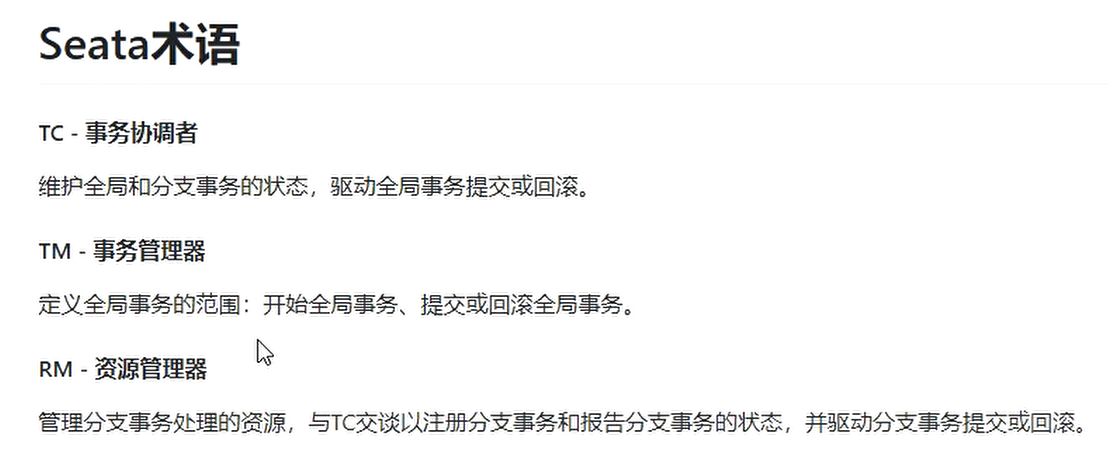 Seata术语
TC - 事务协调者
维护全局和分支事务的状态，驱动全局事务提交或回滚。
TM - 事务管理器
定义全局事务的范围：开始全局事务、提交或回滚全局事务。
RM - 资源管理器
管理分支事务处理的资源，与TC交谈以注册分支事务和报告分支事务的状态，并驱动分支事务提交或回滚。